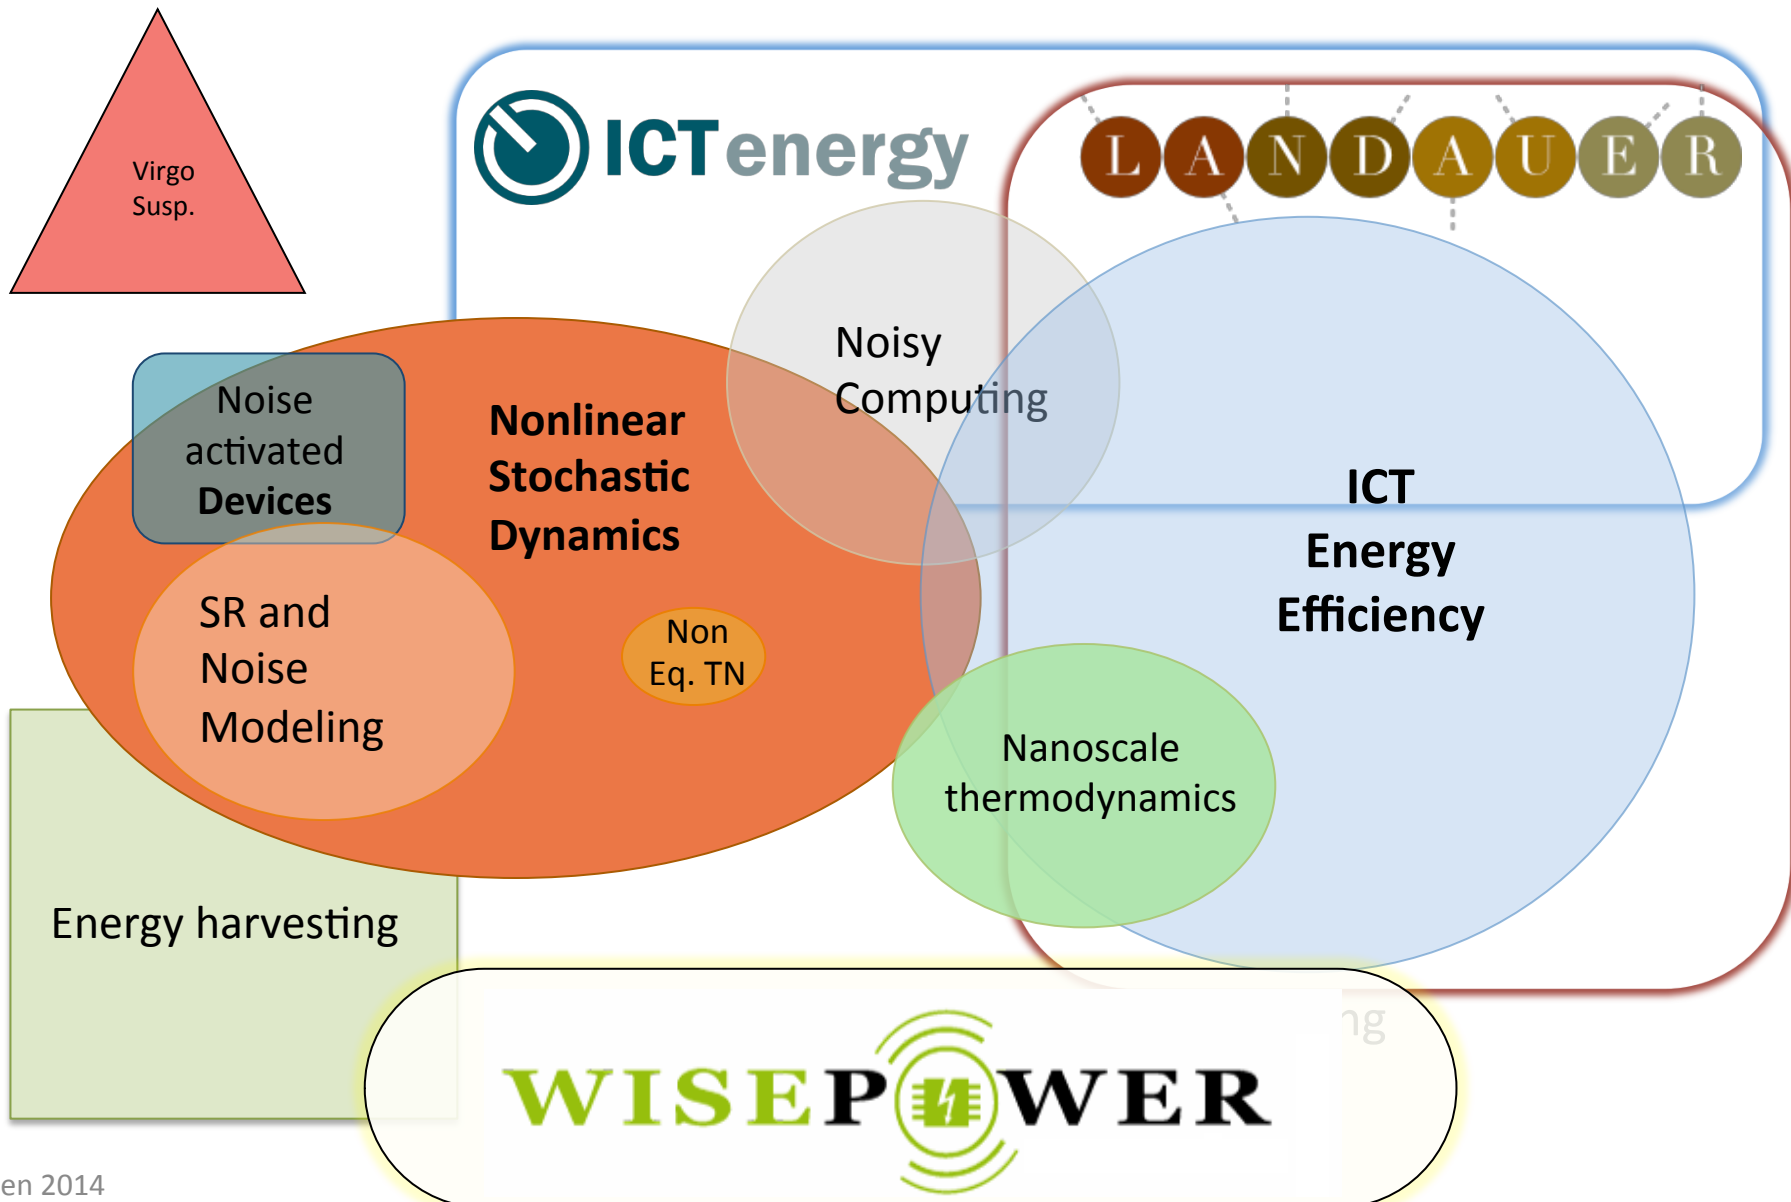 Virgo
Susp.
ICTenergy
LANDAUER
Noisy
Computing
Noise
activated
Devices
Nonlinear
Stochastic
Dynamics
ICT
Energy
Efficiency
SR and
Noise
Modeling
Non
Eq. TN
Nanoscale
thermodynamics
Energy harvesting
ng
WISEPOWER
en 2014